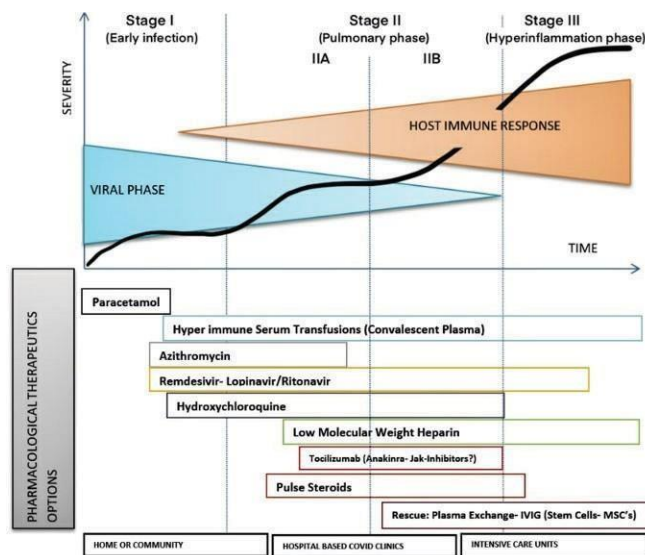 Stage I
(Early infection)
Stage II
(Pulmonary phase)
Stage III
(Hyperinflammation phase)
IIA
IIB
SEVERITY
HOST IMMUNE RESPONSE
VIRAL PHASE
TIME
PHARMACOLOGICAL THERAPEUTICS
OPTIONS
Paracetamol
Hyper immune Serum Transfusions (Convalescent Plasma)
Azithromycin
Remdesivir- Lopinavir/Ritonavir
Hydroxychloroquine
Low Molecular Weight Heparin
Tocilizumab (Anakinra- Jak-Inhibitors?)
Pulse Steroids
Rescue: Plasma Exchange- IVIG (Stem Cells- MSC's)
HOME OR COMMUNITY
HOSPITAL BASED COVID CLINICS
INTENSIVE CARE UNITS